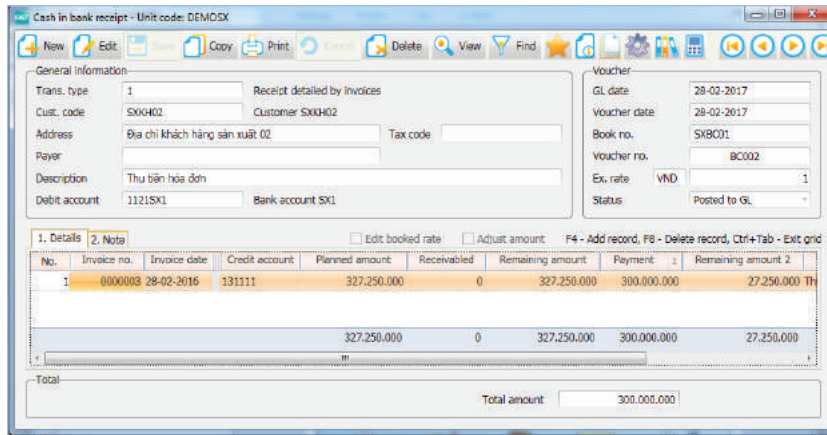 Cash in bank receipt - Unit code: DEMOSX
New Edit Save Copy Print Cancel Delete View Find
General Information
Trans. type 1 Receipt detailed by invoices
Cust. code SXKH02 Customer SXKH02
Address Địa chỉ khách hàng sản xuất 02 Tax code
Payer
Description Thu tiền hóa đơn
Debit account 1121SX1 Bank account SX1
Voucher
GL date 28-02-2017
Voucher date 28-02-2017
Book no. SXBC01
Voucher no. BC002
Ex. rate VND 1
Status Posted to GL
1. Details 2. Note Edit booked rate Adjust amount F4 - Add record, F8 - Delete record, Ctrl+Tab - Exit grid
No. Invoice no. Invoice date Credit account Planned amount Receivabled Remaining amount Payment Remaining amount 2
1 0000003 28-02-2016 131111 327.250.000 0 327.250.000 300.000.000 27.250.000 Th
327.250.000 0 327.250.000 300.000.000 27.250.000
Total
Total amount 300.000.000